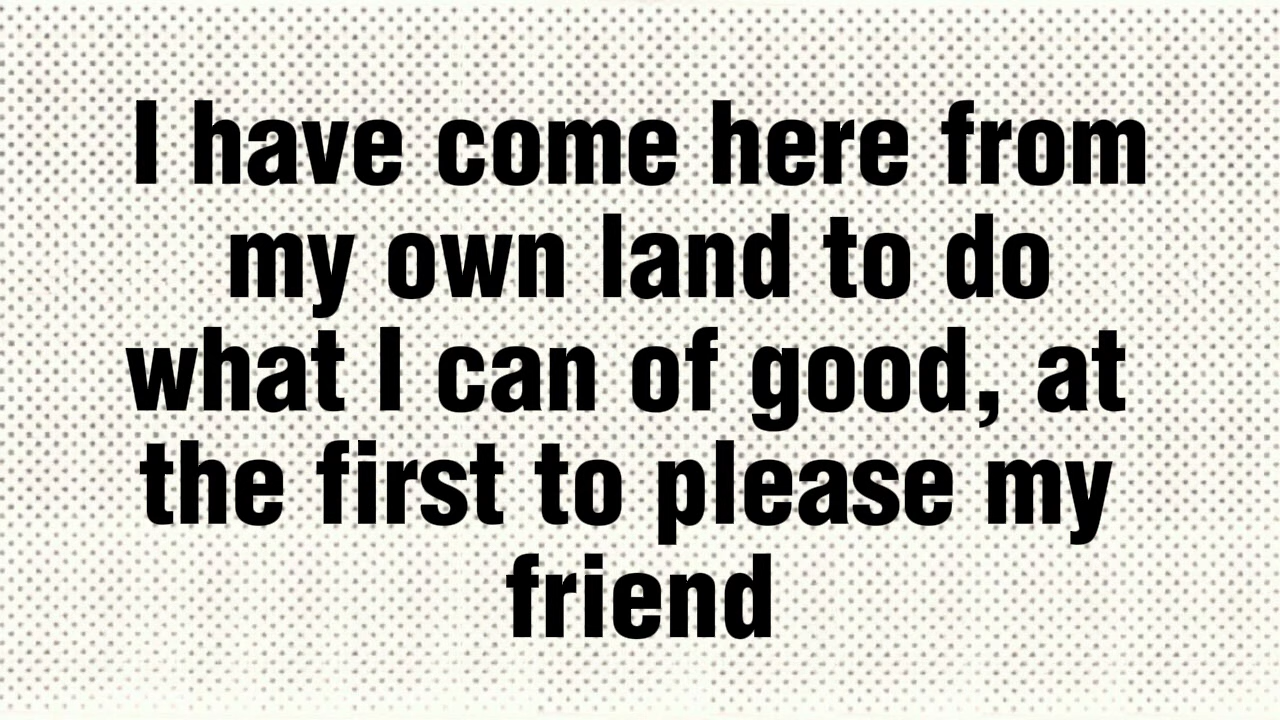 I have come here from
my own land to do
what I can of good, at
the first to please my
friend